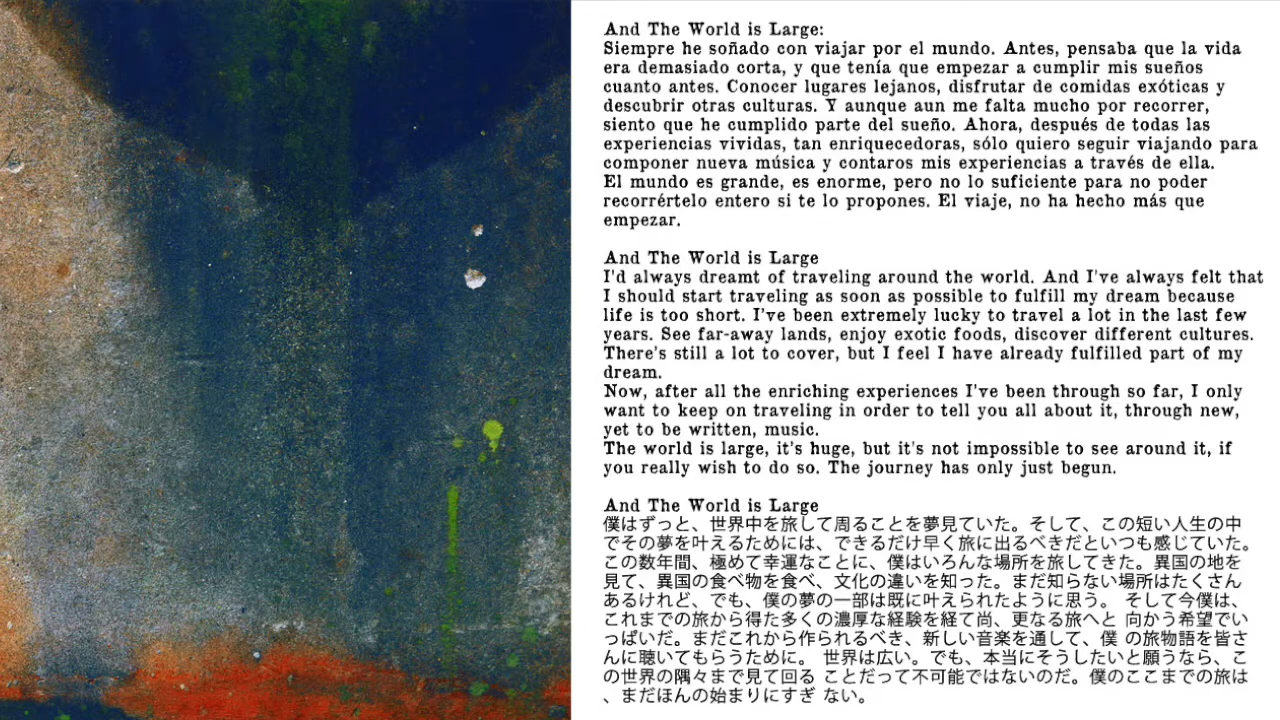 And The World is Large:
Siempre he soñado con viajar por el mundo. Antes, pensaba que la vida
era demasiado corta, y que tenía que empezar a cumplir mis sueños
cuanto antes. Conocer lugares lejanos, disfrutar de comidas exóticas y
descubrir otras culturas. Y aunque aun me falta mucho por recorrer,
siento que he cumplido parte del sueño. Ahora, después de todas las
experiencias vividas, tan enriquecedoras, sólo quiero seguir viajando para
componer nueva música y contaros mis experiencias a través de ella.
El mundo es grande, es enorme, pero no lo suficiente para no poder
recorrértelo entero si te lo propones. El viaje, no ha hecho más que
empezar.
And The World is Large
I'd always dreamt of traveling around the world. And I've always felt that
I should start traveling as soon as possible to fulfill my dream because
life is too short. I've been extremely lucky to travel a lot in the last few
years. See far-away lands, enjoy exotic foods, discover different cultures.
There's still a lot to cover, but I feel I have already fulfilled part of my
dream.
Now, after all the enriching experiences I've been through so far, I only
want to keep on traveling in order to tell you all about it, through new,
yet to be written, music.
The world is large, it's huge, but it's not impossible to see around it, if
you really wish to do so. The journey has only just begun.
And The World is Large
僕はずっと、世界中を旅して周ることを夢見ていた。そして、この短い人生の中
でその夢を叶えるためには、できるだけ早く旅に出るべきだといつも感じていた。
この数年間、極めて幸運なことに、僕はいろんな場所を旅してきた。異国の地を
見て、異国の食べ物を食べ、文化の違いを知った。まだ知らない場所はたくさん
あるけれど、でも、僕の夢の一部は既に叶えられたように思う。 そして今僕は、
これまでの旅から得た多くの濃厚な経験を経て尚、更なる旅へと 向かう希望でい
っぱいだ。まだこれから作られるべき、新しい音楽を通して、僕 の旅物語を皆さ
んに聴いてもらうために。 世界は広い。でも、本当にそうしたいと願うなら、こ
の世界の隅々まで見て回る ことだって不可能ではないのだ。僕のここまでの旅は
、まだほんの始まりにすぎ ない。